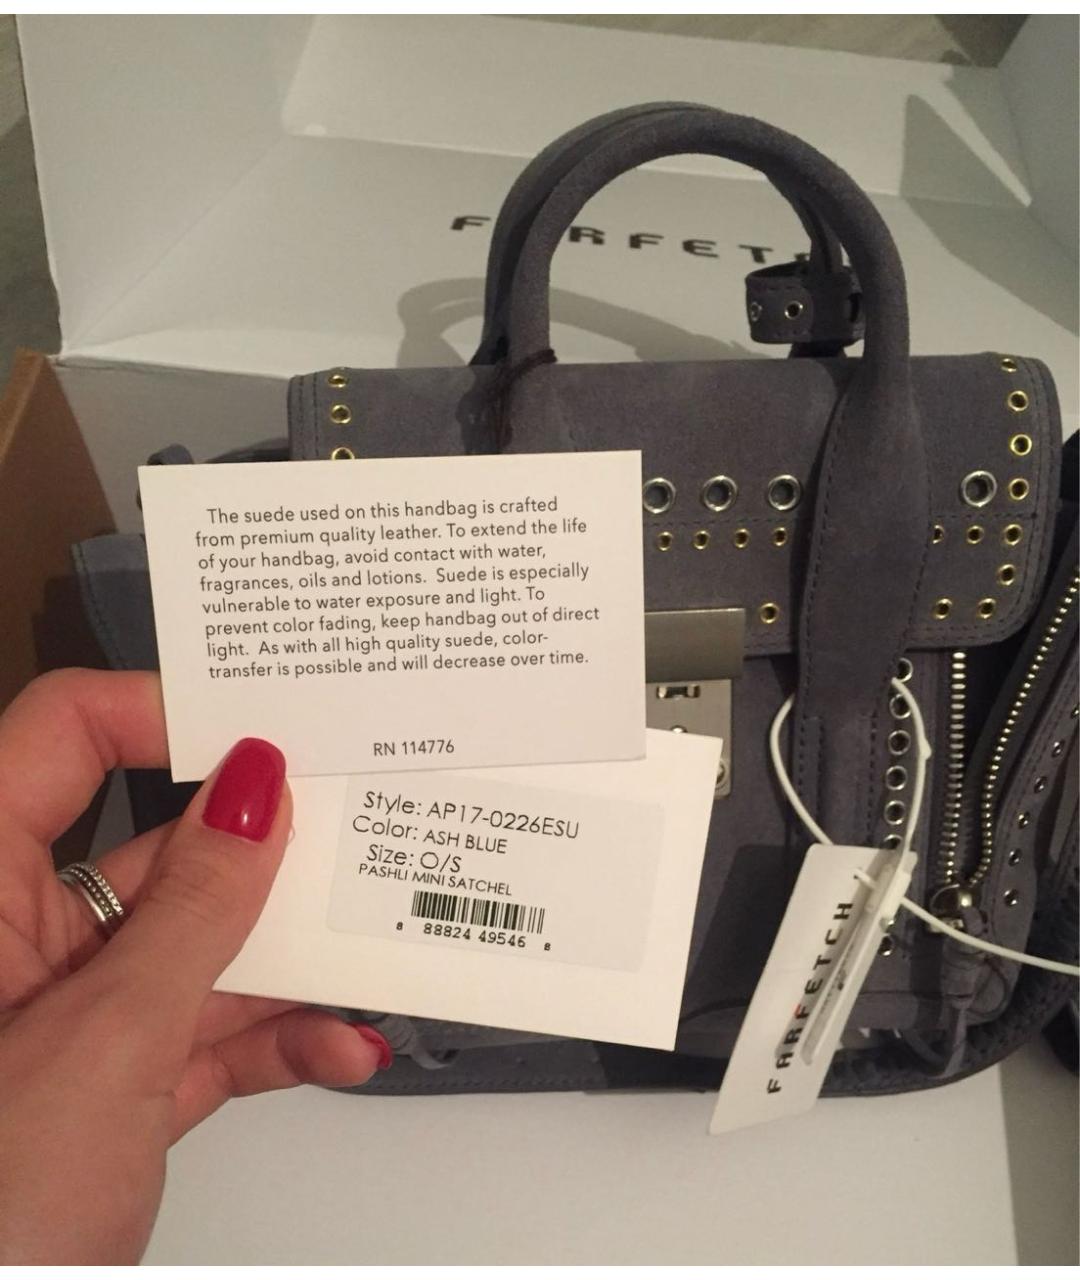 FARFETCH
The suede used on this handbag is crafted
from premium quality leather. To extend the life
of your handbag, avoid contact with water,
fragrances, oils and lotions. Suede is especially
vulnerable to water exposure and light. To
prevent color fading, keep handbag out of direct
light. As with all high quality suede, color-
transfer is possible and will decrease over time.
RN 114776
Style: AP17-0226ESU
Color: ASH BLUE
Size: O/S
PASHLI MINI SATCHEL
8 88824 49546 8
FARFETCH